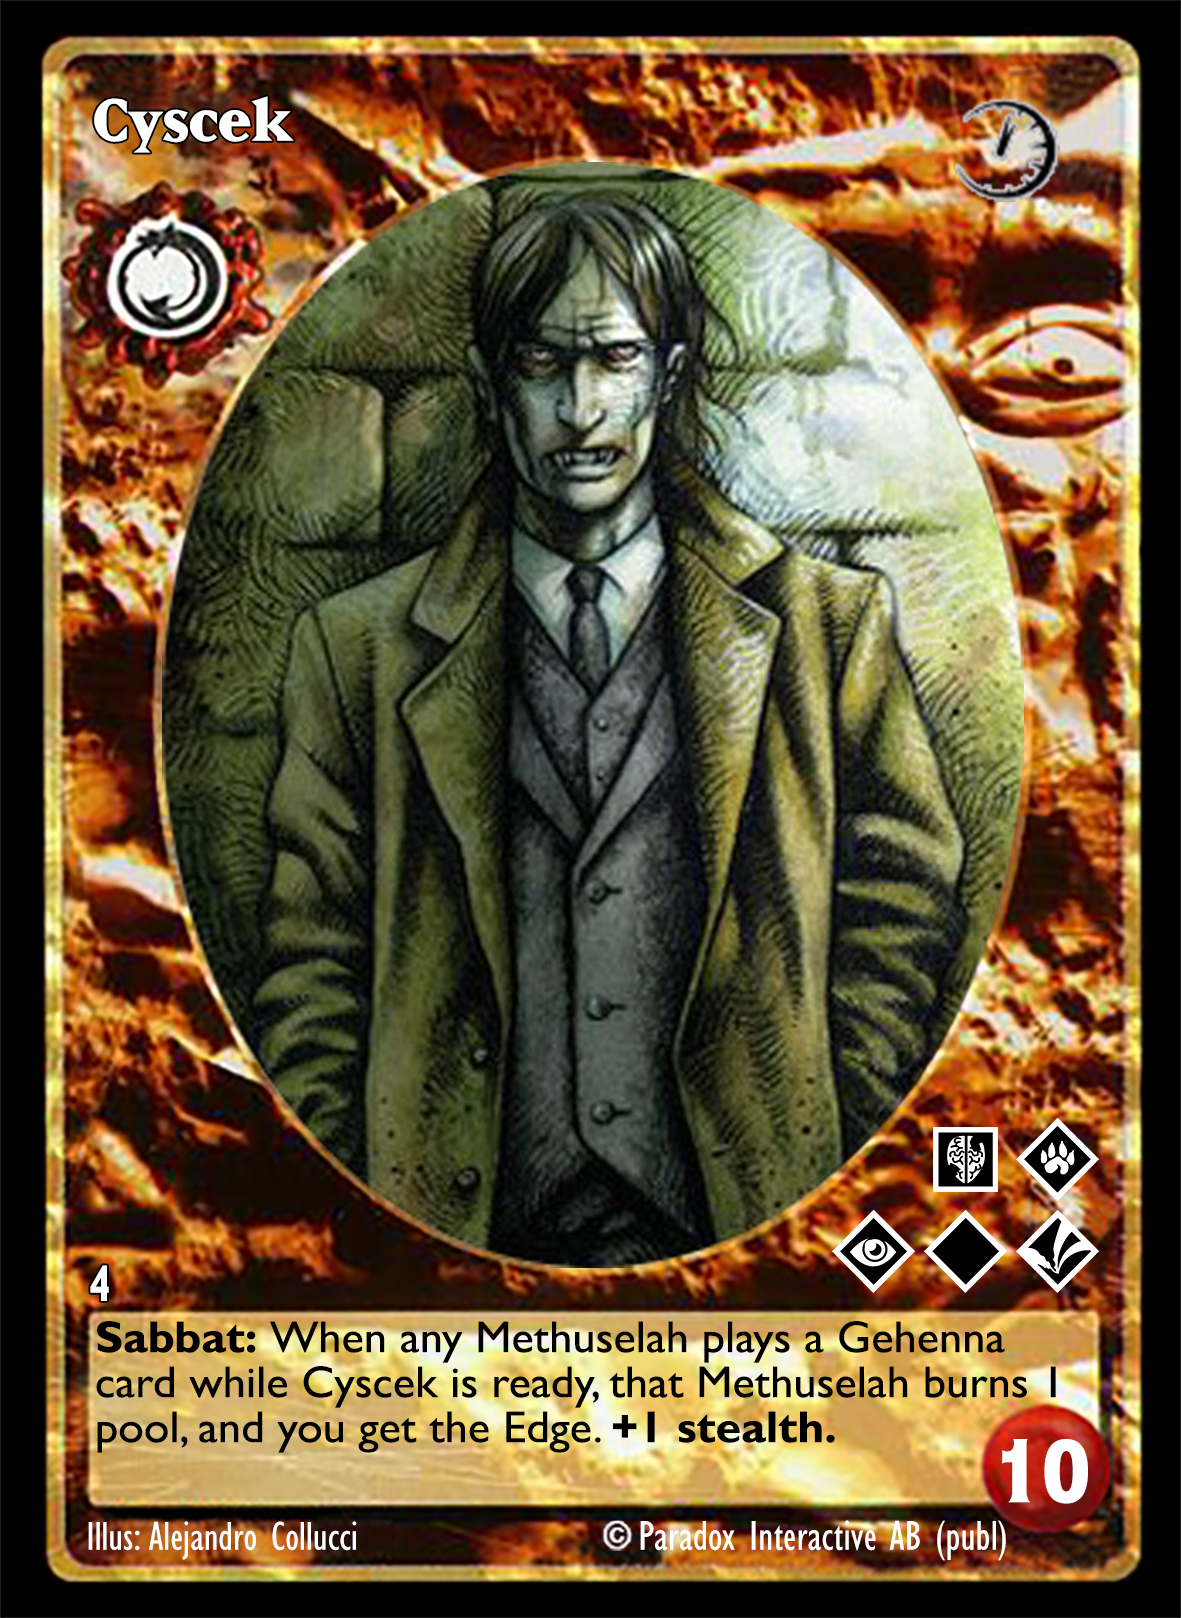 Cyscek
4
Sabbat: When any Methuselah plays a Gehenna
card while Cyscek is ready, that Methuselah burns 1
pool, and you get the Edge. +1 stealth.
10
Illus: Alejandro Collucci
© Paradox Interactive AB (publ)